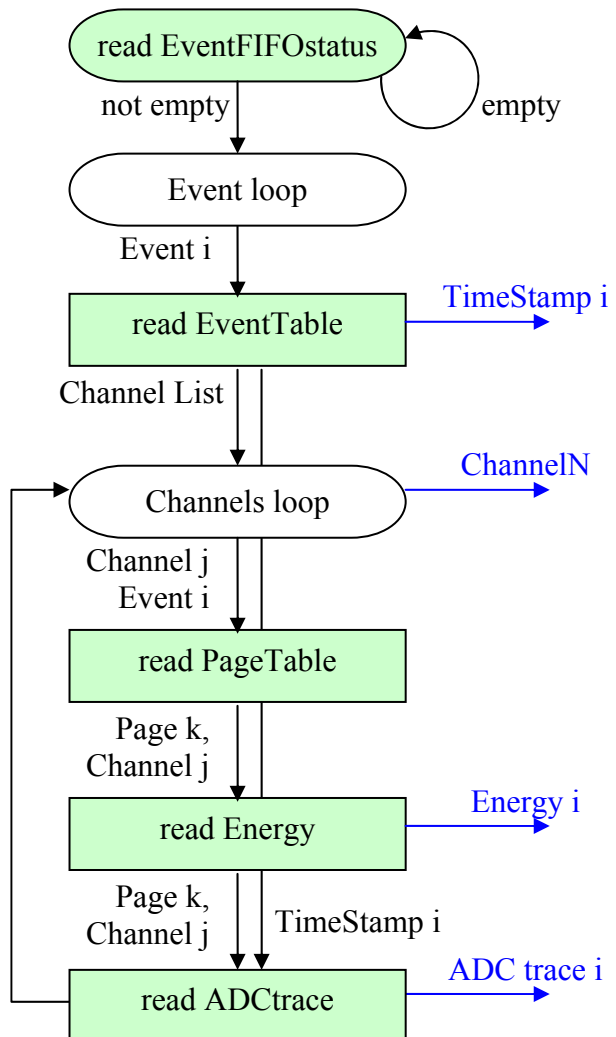 read EventFIFOstatus
not empty
empty
Event loop
Event i
TimeStamp i
read EventTable
Channel List
ChannelN
Channels loop
Channel j
Event i
read PageTable
Page k,
Channel j
Energy i
read Energy
Page k,
Channel j
TimeStamp i
ADC trace i
read ADCtrace